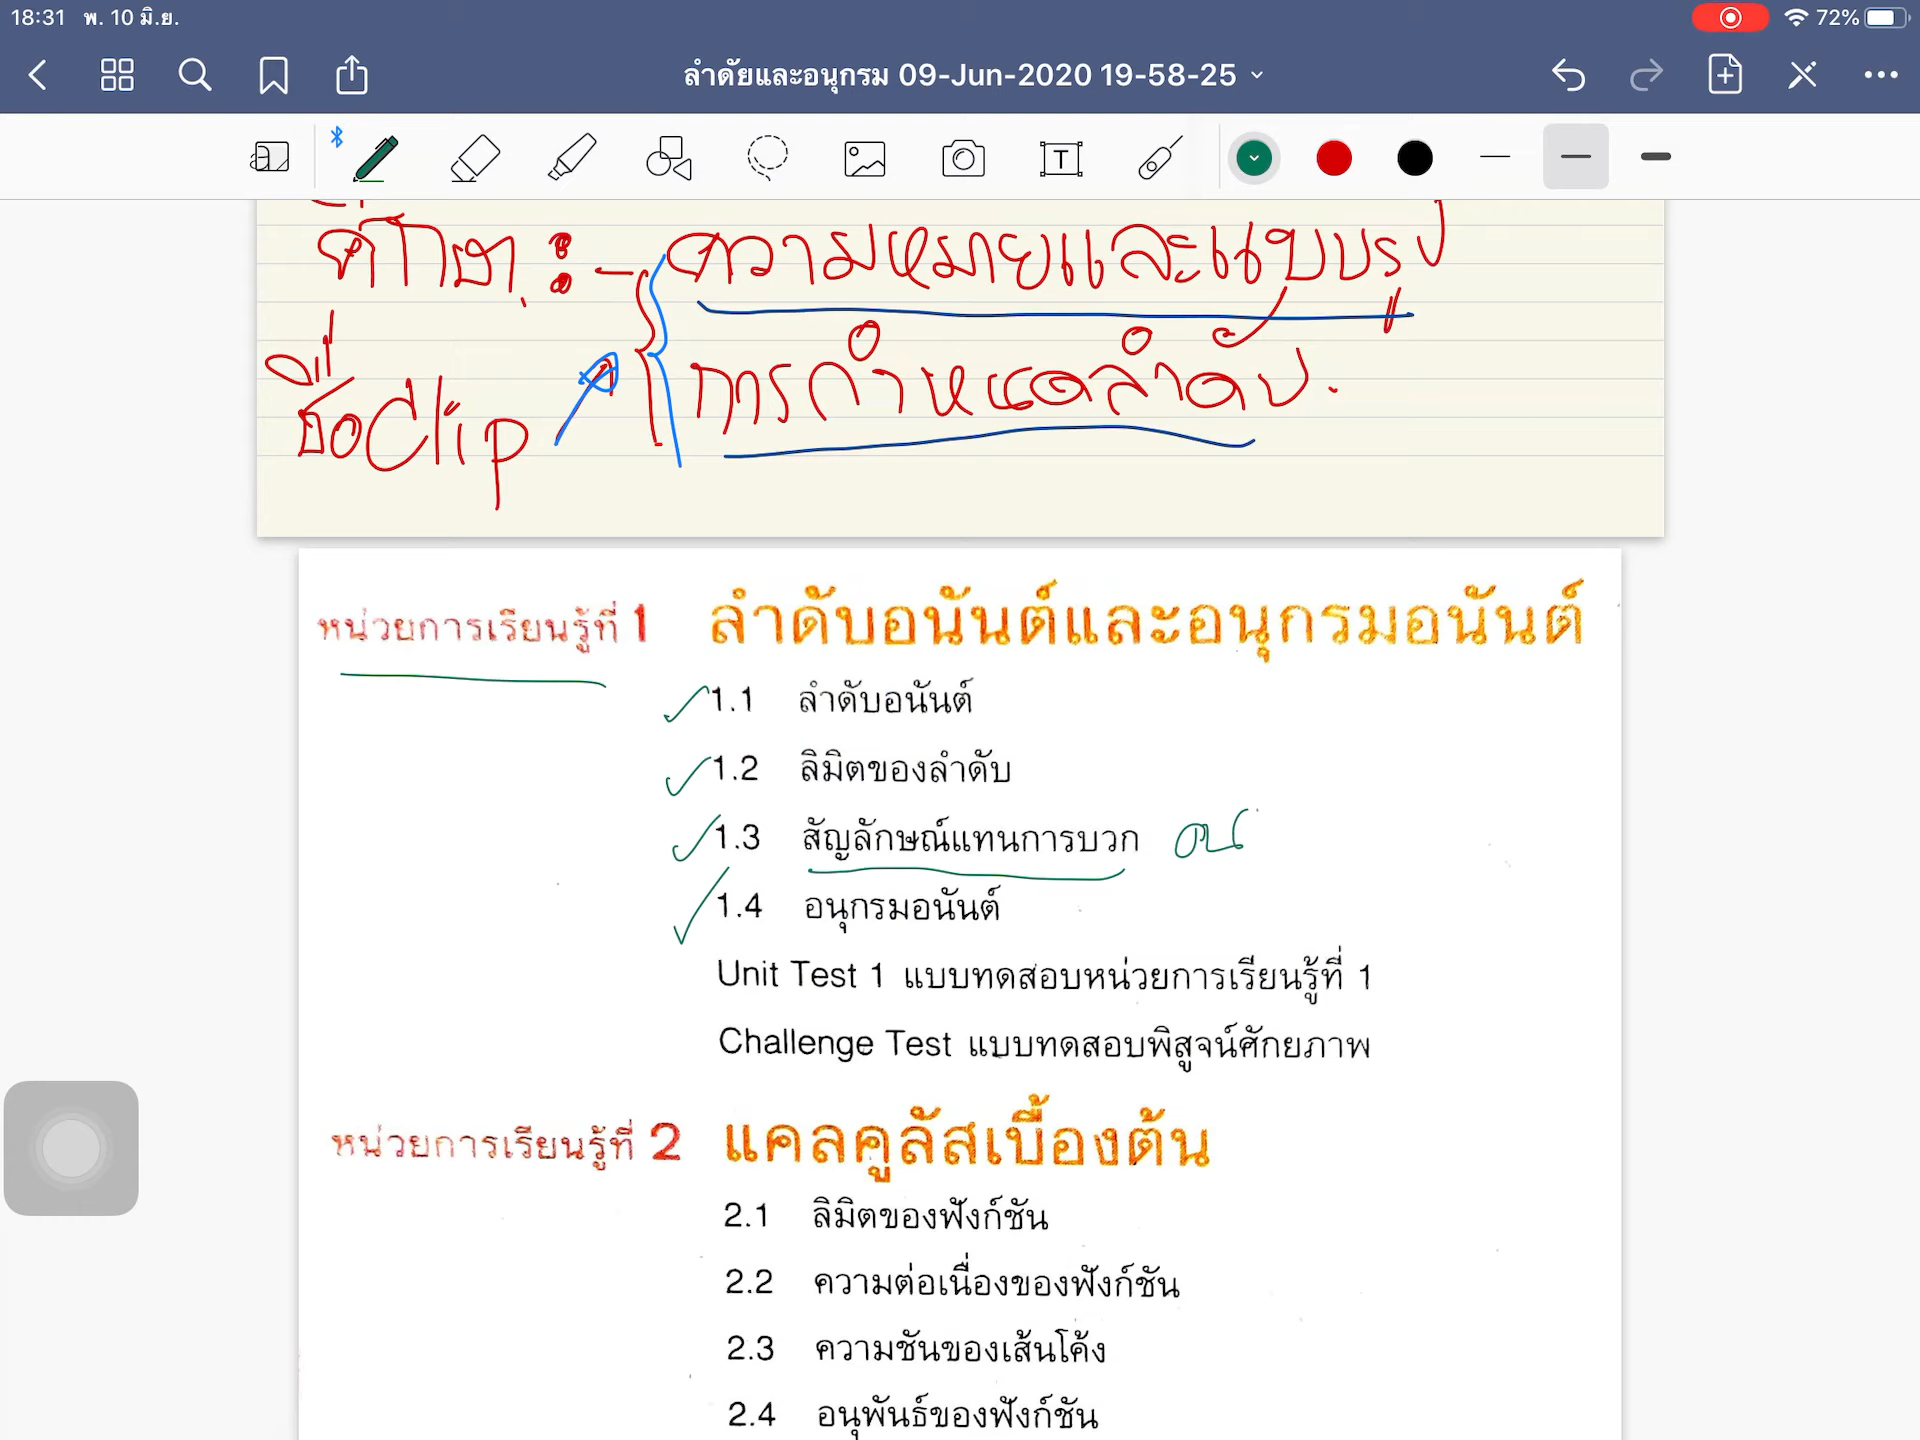 18:31 พ. 10 มิ.ย.
72%
ลำดัยและอนุกรม 09-Jun-2020 19-58-25
ความหมายและแบบรูป
การกำหนดลำดับ.
ชื่อClip
หน่วยการเรียนรู้ที่ 1 ลำดับอนันต์และอนุกรมอนันต์
1.1 ลำดับอนันต์
1.2 ลิมิตของลำดับ
1.3 สัญลักษณ์แทนการบวก
1.4 อนุกรมอนันต์
Unit Test 1 แบบทดสอบหน่วยการเรียนรู้ที่ 1
Challenge Test แบบทดสอบพิสูจน์ศักยภาพ
หน่วยการเรียนรู้ที่ 2 แคลคูลัสเบื้องต้น
2.1 ลิมิตของฟังก์ชัน
2.2 ความต่อเนื่องของฟังก์ชัน
2.3 ความชันของเส้นโค้ง
2.4 อนุพันธ์ของฟังก์ชัน